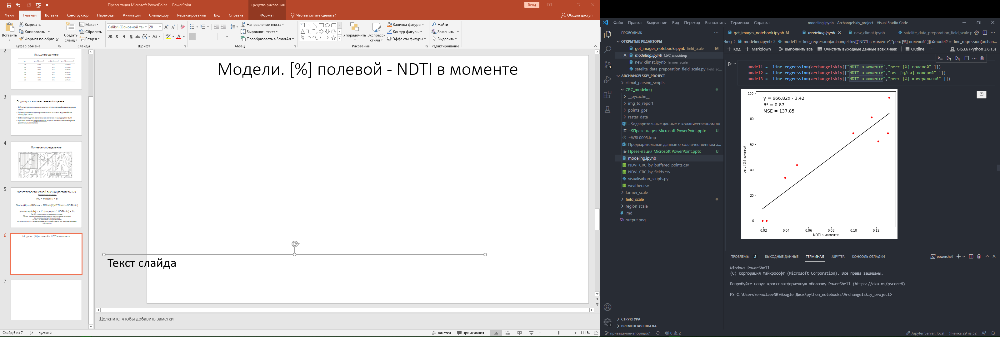 Презентация Microsoft PowerPoint - PowerPoint
Средства рисования
Вход
Файл
Главная
Вставка
Конструктор
Переходы
Анимация
Слайд-шоу
Рецензирование
Вид
Справка
Формат
Что вы хотите сделать?
Общий доступ
Вставить
Вырезать
Копировать
Формат по образцу
Буфер обмена
Создать слайд
Макет
Сбросить
Раздел
Слайды
Calibri (Основной те
28
Ж К Ч S abc AV Aa
Шрифт
Направление текста
Выровнять текст
Преобразовать в SmartArt
Абзац
Упорядочить
Экспресс-стили
Заливка фигуры
Контур фигуры
Эффекты фигуры
Рисование
Найти
Заменить
Выделить
Редактирование
2
Исходные данные
3
Подходы к количественной оценке
4
Полевое определение
5
Расчет теоретической оценки растительных
RC = m(NDTI) + b
Slope (m) = (RCmax – RCmin)/(NDTImax –NDTImin)
y-intercept (b) = –1* (slope (m) * NDTImin) + 0)
6
Модели. [%] полевой - NDTI в моменте
7
Модели. [%] полевой - NDTI в моменте
Текст слайда
Щелкните, чтобы добавить заметки
Слайд 6 из 7
русский
Заметки
Примечания
111 %
Файл Правка Выделение Вид Переход Выполнить Терминал Справка
modeling.ipynb - Archangelskiy_project - Visual Studio Code
ПРОВОДНИК
ОТКРЫТЫЕ РЕДАКТОРЫ
get_images_notebook.ipynb field_scale M
modeling.ipynb CRC_modeling
new_climat.ipynb farmer_scale
satelite_data_preporation_field_scale.py field_sc...
ARCHANGELSKIY_PROJECT
climat_parsing_scripts
CRC_modeling
__pycache__
img_to_report
points_gps
raster_data
~$едварительные данные о колличественном ан...
~$Презентация Microsoft PowerPoint.pptx U
~WRL0005.tmp
Предварительные данные о колличественном а...
Презентация Microsoft PowerPoint.pptx U
modeling.ipynb
NDVI_CRC_by_buffered_points.csv
NDVI_CRC_by_fields.csv
visualisation_scripts.py
weather.csv
farmer_scale
field_scale
region_scale
.md
output.png
СТРУКТУРА
ВРЕМЕННАЯ ШКАЛА
get_images_notebook.ipynb M
modeling.ipynb
new_climat.ipynb
satelite_data_preporation_field_scale.p
eling > modeling.ipynb > model1 = line_regression(archangelskiy[["NDTI в моменте","perc [%] полевой" ]])⏎model2 = line_regression(archan...
Код
Markdown
Выполнить все
Очистить выходные данные всех ячеек
Outline
GIS3.6 (Python 3.6.13)
model1 = line_regression(archangelskiy[["NDTI в моменте","perc [%] полевой" ]])
model2 = line_regression(archangelskiy[["NDTI в моменте","вес [ц/га] полевой" ]])
model3 = line_regression(archangelskiy[["NDTI в моменте","perc [%] камеральный" ]])
y = 666.82x - 3.42
R² = 0.87
MSE = 137.85
100
80
60
40
20
0
perc [%] полевой
0.02 0.04 0.06 0.08 0.10 0.12
NDTI в моменте
ПРОБЛЕМЫ 2
ВЫХОДНЫЕ ДАННЫЕ
ТЕРМИНАЛ
JUPYTER
КОНСОЛЬ ОТЛАДКИ
powershell
Windows PowerShell
(C) Корпорация Майкрософт (Microsoft Corporation). Все права защищены.
Попробуйте новую кроссплатформенную оболочку PowerShell (https://aka.ms/pscore6)
PS C:\Users\ermolaevNR\Google Диск\python_notebooks\Archangelskiy_project>
приведение-впорядок*
0 2
Jupyter Server: local
Ячейка 29 из 52